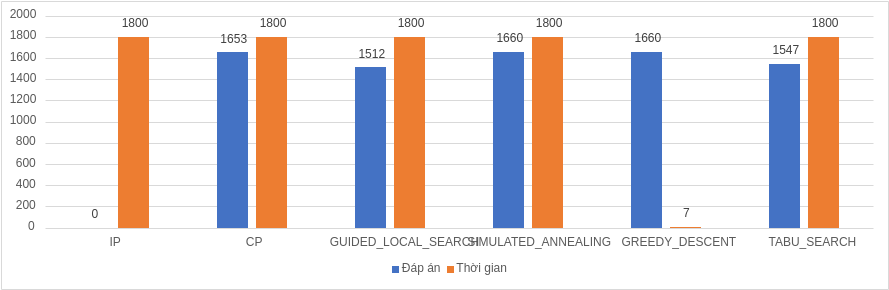 2000
1800
1600
1400
1200
1000
800
600
400
200
0
0
1800
1653
1800
1512
1800
1660
1800
1660
7
1547
1800
IP
CP
GUIDED_LOCAL_SEARCH
SIMULATED_ANNEALING
GREEDY_DESCENT
TABU_SEARCH
Đáp án
Thời gian